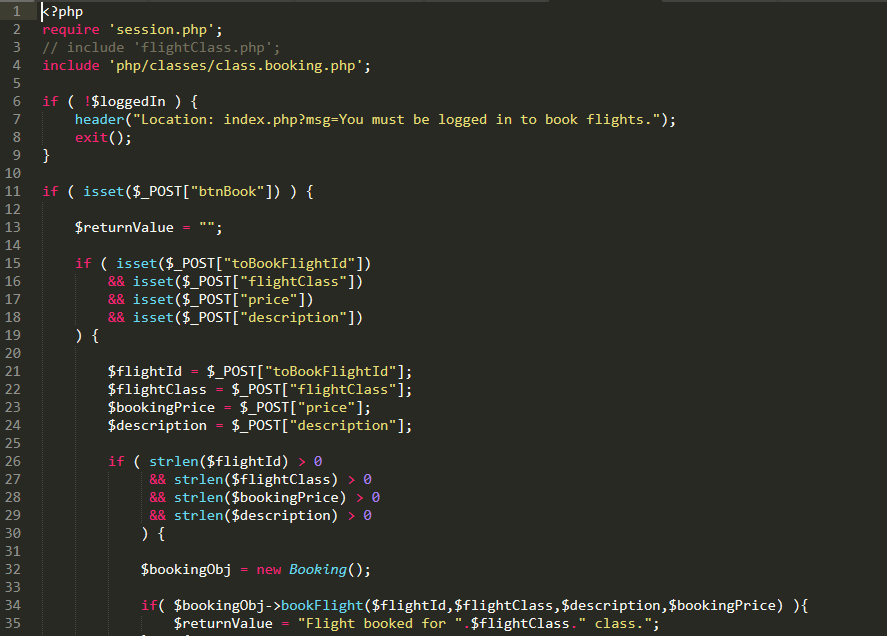 1 <?php
2 require 'session.php';
3 // include 'flightClass.php';
4 include 'php/classes/class.booking.php';
5
6 if ( !$loggedIn ) {
7     header("Location: index.php?msg=You must be logged in to book flights.");
8     exit();
9 }
10
11 if ( isset($_POST["btnBook"]) ) {
12
13     $returnValue = "";
14
15     if ( isset($_POST["toBookFlightId"])
16         && isset($_POST["flightClass"])
17         && isset($_POST["price"])
18         && isset($_POST["description"])
19     ) {
20
21         $flightId = $_POST["toBookFlightId"];
22         $flightClass = $_POST["flightClass"];
23         $bookingPrice = $_POST["price"];
24         $description = $_POST["description"];
25
26         if ( strlen($flightId) > 0
27              && strlen($flightClass) > 0
28              && strlen($bookingPrice) > 0
29              && strlen($description) > 0
30             ) {
31
32             $bookingObj = new Booking();
33
34             if( $bookingObj->bookFlight($flightId,$flightClass,$description,$bookingPrice) ){
35                 $returnValue = "Flight booked for ".$flightClass." class.";